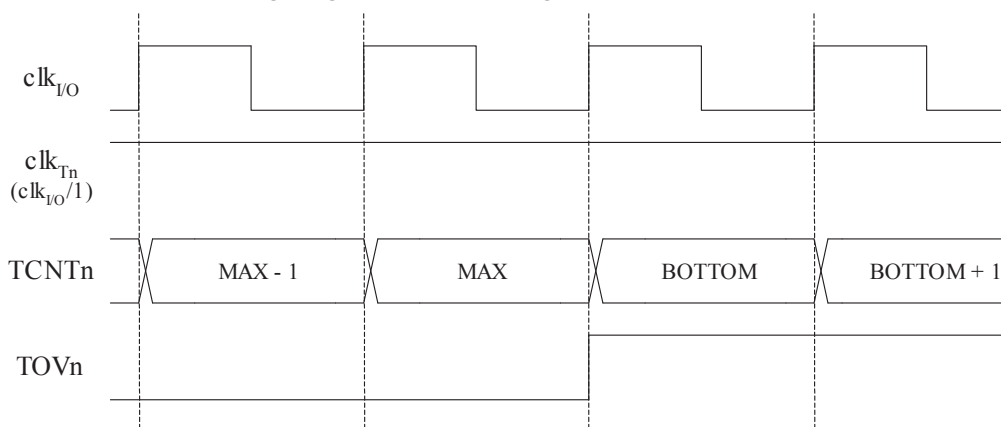 clk_I/O
clk_Tn
(clk_I/O/1)
TCNTn MAX - 1 MAX BOTTOM BOTTOM + 1
TOVn